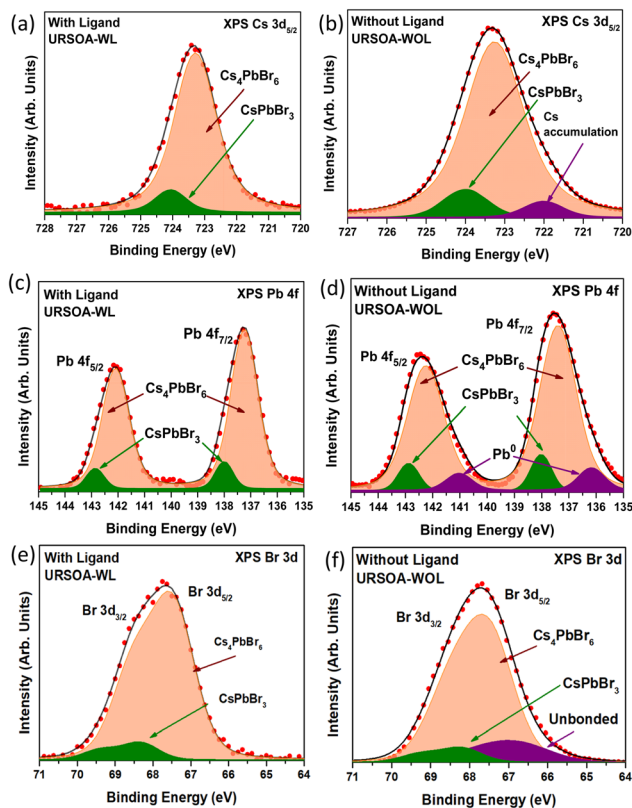 (a)
With Ligand
URSOA-WL
XPS Cs 3d5/2
Cs4PbBr6
CsPbBr3
Intensity (Arb. Units)
728 727 726 725 724 723 722 721 720
Binding Energy (eV)
(b)
Without Ligand
URSOA-WOL
XPS Cs 3d5/2
Cs4PbBr6
CsPbBr3
Cs
accumulation
Intensity (Arb. Units)
727 726 725 724 723 722 721 720
Binding Energy (eV)
(c)
With Ligand
URSOA-WL
XPS Pb 4f
Pb 4f7/2
Pb 4f5/2
Cs4PbBr6
CsPbBr3
Intensity (Arb. Units)
145 144 143 142 141 140 139 138 137 136 135
Binding Energy (eV)
(d)
Without Ligand
URSOA-WOL
XPS Pb 4f
Pb 4f7/2
Pb 4f5/2
Cs4PbBr6
CsPbBr3
Pb0
Intensity (Arb. Units)
145 144 143 142 141 140 139 138 137 136 135
Binding Energy (eV)
(e)
With Ligand
URSOA-WL
XPS Br 3d
Br 3d5/2
Br 3d3/2
Cs4PbBr6
CsPbBr3
Intensity (Arb. Units)
71 70 69 68 67 66 65 64
Binding Energy (eV)
(f)
Without Ligand
URSOA-WOL
XPS Br 3d
Br 3d5/2
Br 3d3/2
Cs4PbBr6
CsPbBr3
Unbonded
Intensity (Arb. Units)
71 70 69 68 67 66 65 64
Binding Energy (eV)